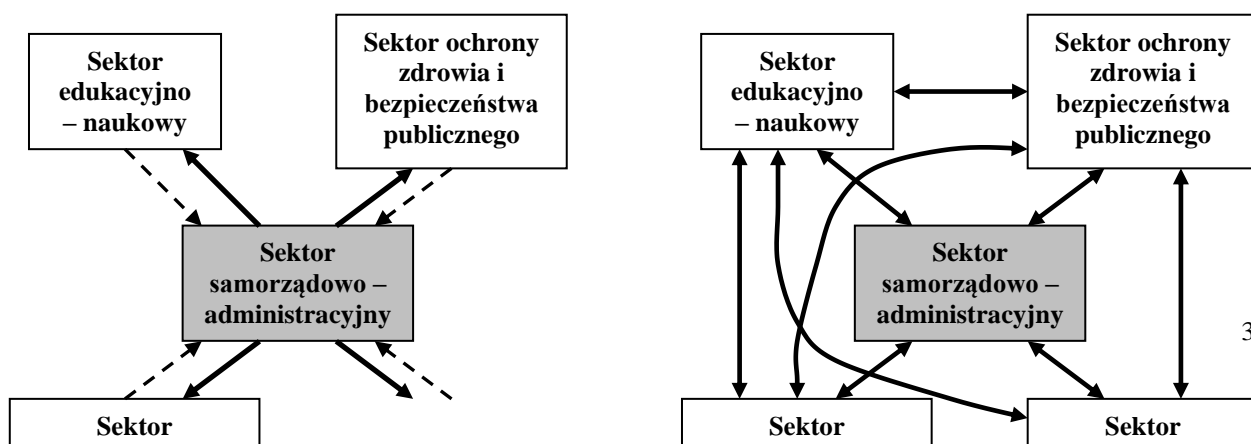 Sektor
edukacyjno
– naukowy
Sektor ochrony
zdrowia i
bezpieczeństwa
publicznego
Sektor
samorządowo –
administracyjny
Sektor
Sektor
edukacyjno
– naukowy
Sektor ochrony
zdrowia i
bezpieczeństwa
publicznego
Sektor
samorządowo –
administracyjny
3
Sektor
Sektor